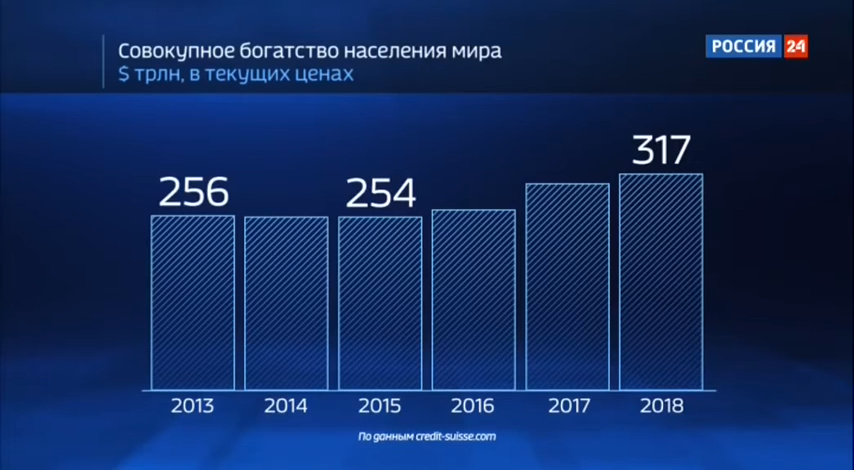 Совокупное богатство населения мира
$ трлн, в текущих ценах
РОССИЯ 24
317
256
254
2013 2014 2015 2016 2017 2018
По данным credit-suisse.com